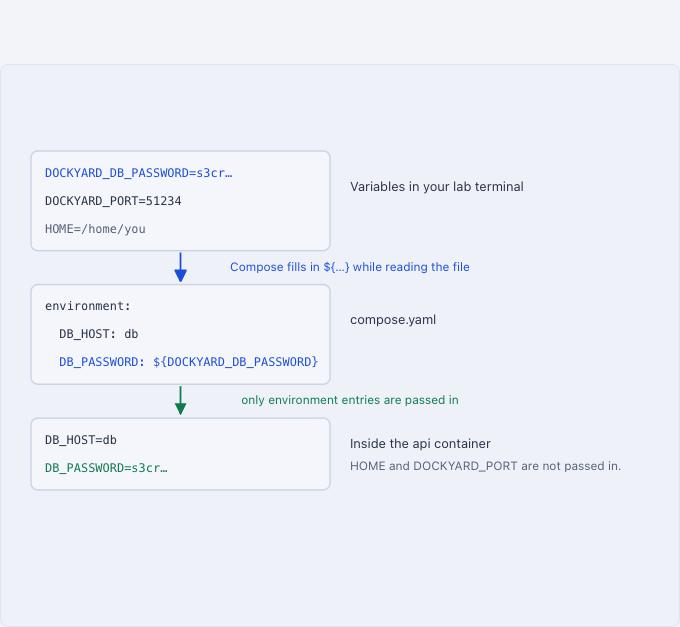 DOCKYARD_DB_PASSWORD=s3cr…
DOCKYARD_PORT=51234
HOME=/home/you
Variables in your lab terminal
Compose fills in ${…} while reading the file
environment:
DB_HOST: db
DB_PASSWORD: ${DOCKYARD_DB_PASSWORD}
compose.yaml
only environment entries are passed in
DB_HOST=db
DB_PASSWORD=s3cr…
Inside the api container
HOME and DOCKYARD_PORT are not passed in.